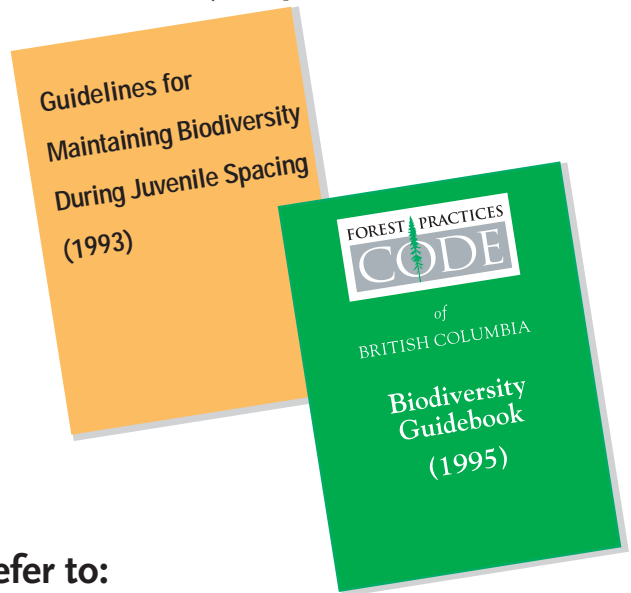 Guidelines for
Maintaining Biodiversity
During Juvenile Spacing
(1993)
FOREST PRACTICES
CODE
of
BRITISH COLUMBIA
Biodiversity
Guidebook
(1995)
efer to: